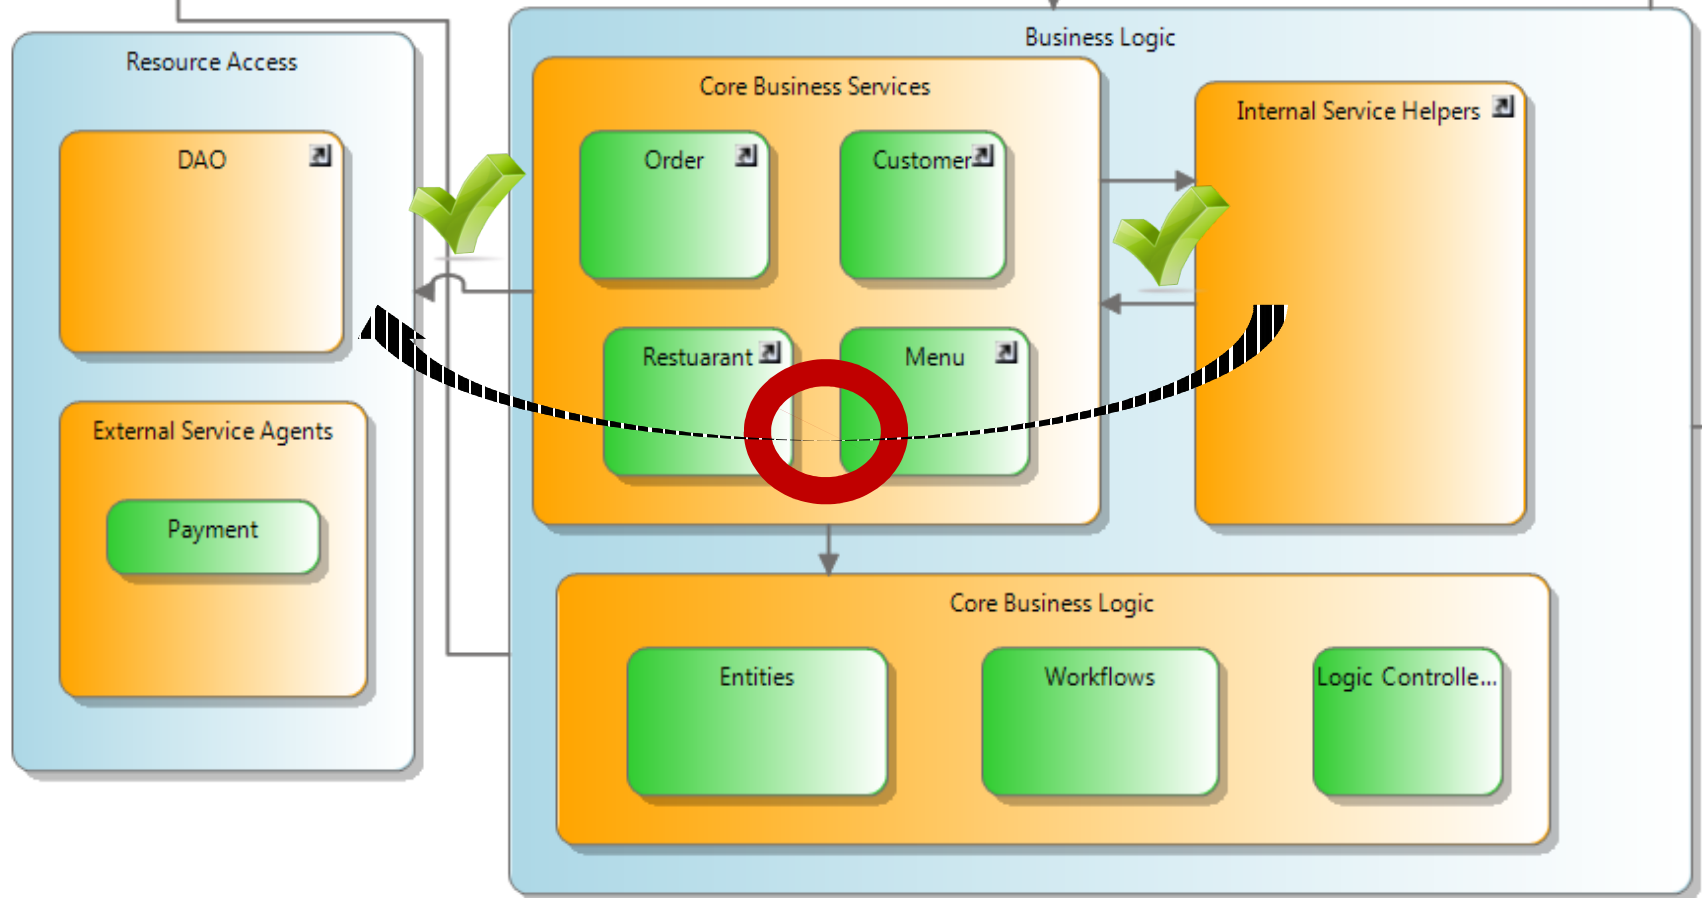 Resource Access
DAO
External Service Agents
Payment
Business Logic
Core Business Services
Order
Customer
Restuarant
Menu
Internal Service Helpers
Core Business Logic
Entities
Workflows
Logic Controlle...